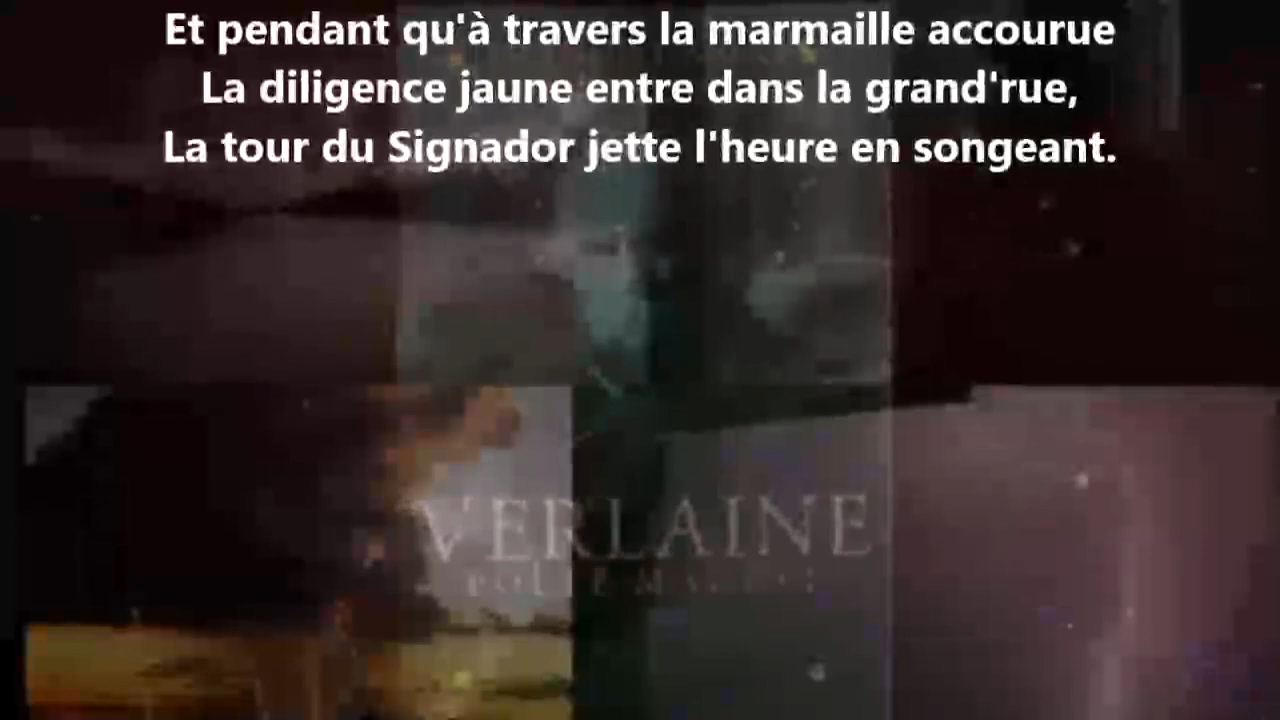 Et pendant qu'à travers la marmaille accourue
La diligence jaune entre dans la grand'rue,
La tour du Signador jette l'heure en songeant.
VERLAINE